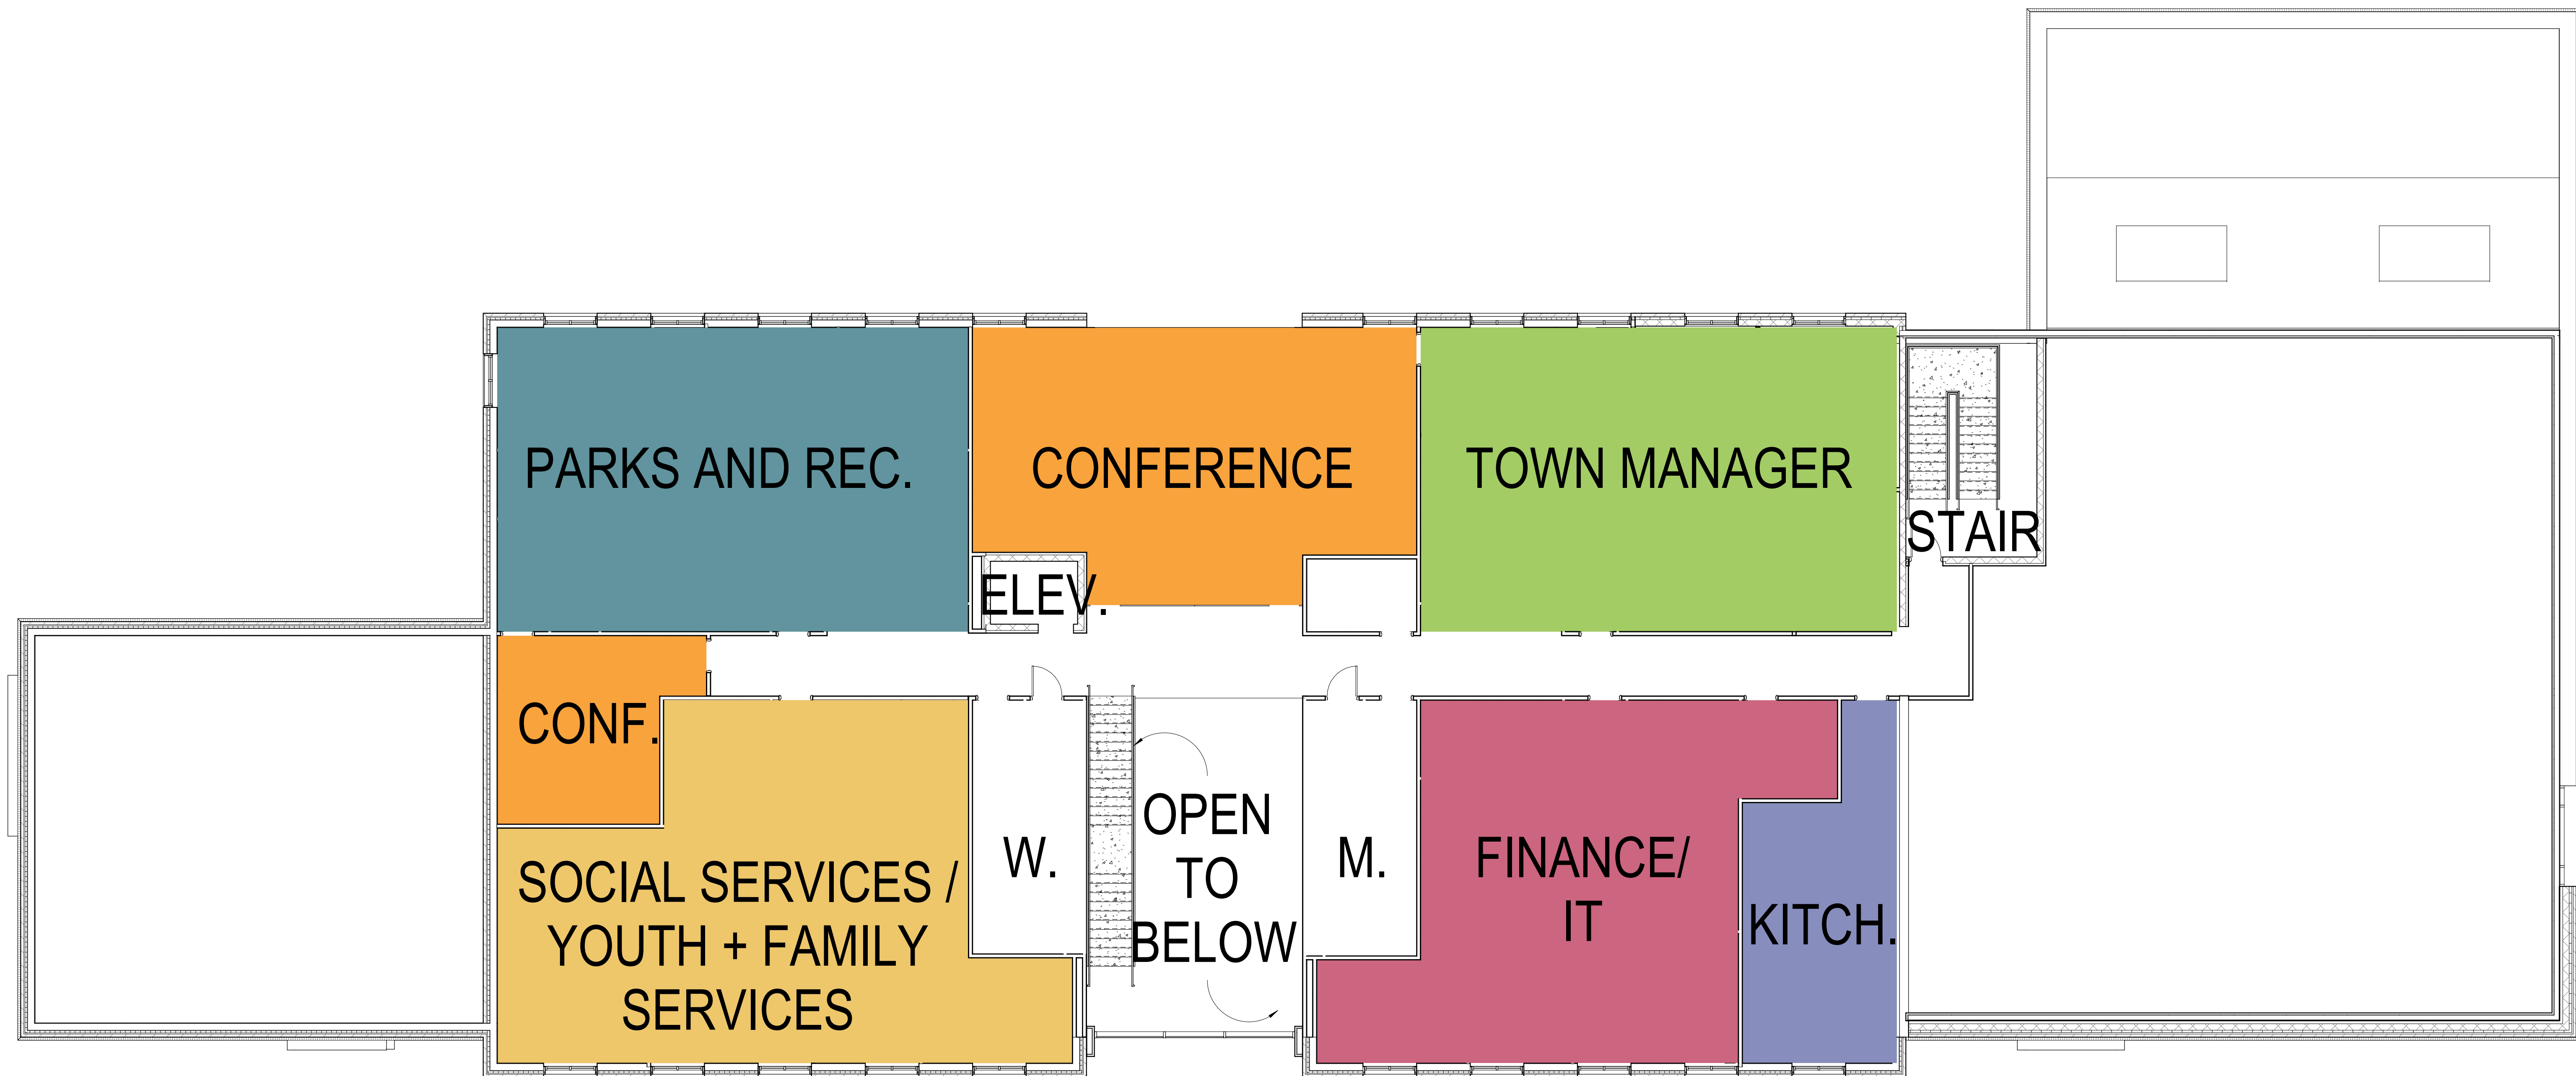 PARKS AND REC.
CONFERENCE
TOWN MANAGER
STAIR
ELEV.
CONF.
SOCIAL SERVICES /
YOUTH + FAMILY
SERVICES
W.
OPEN
TO
BELOW
M.
FINANCE/
IT
KITCH.